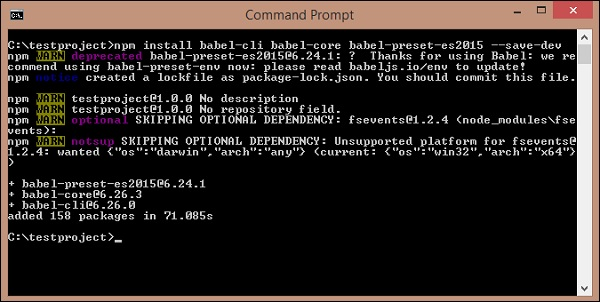 Command Prompt
C:\testproject>npm install babel-cli babel-core babel-preset-es2015 --save-dev
npm WARN deprecated babel-preset-es2015@6.24.1: ?  Thanks for using Babel: we re
commend using babel-preset-env now: please read babeljs.io/env to update!
npm notice created a lockfile as package-lock.json. You should commit this file.
npm WARN testproject@1.0.0 No description
npm WARN testproject@1.0.0 No repository field.
npm WARN optional SKIPPING OPTIONAL DEPENDENCY: fsevents@1.2.4 (node_modules\fse
vents):
npm WARN notsup SKIPPING OPTIONAL DEPENDENCY: Unsupported platform for fsevents@
1.2.4: wanted {"os":"darwin","arch":"any"} (current: {"os":"win32","arch":"x64"}
)
+ babel-preset-es2015@6.24.1
+ babel-core@6.26.3
+ babel-cli@6.26.0
added 158 packages in 71.085s
C:\testproject>_